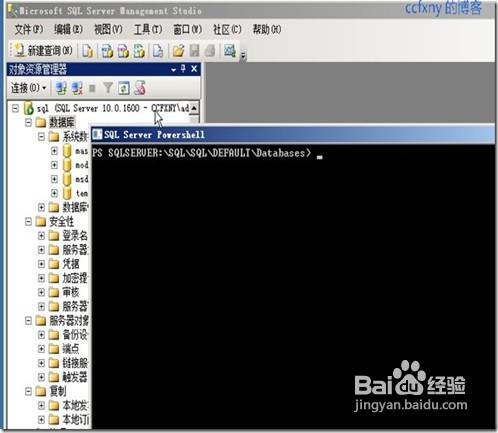 ccfxny 的博客
Microsoft SQL Server Management Studio
文件(F) 编辑(E) 视图(V) 工具(T) 窗口(W) 社区(C) 帮助(H)
新建查询(N)
对象资源管理器
连接(O)
sql (SQL Server 10.0.1600 - CCFXNY\ad
数据库
系统数
mas
mod
msd
tem
数据库
安全性
登录名
服务器
凭据
加密提
审核
服务器
服务器对象
备份设
端点
链接服
触发器
复制
本地发
本地订
SQL Server Powershell
PS SQLSERVER:\SQL\SQL\DEFAULT\Databases> _
Baidu 经验
jingyan.baidu.com